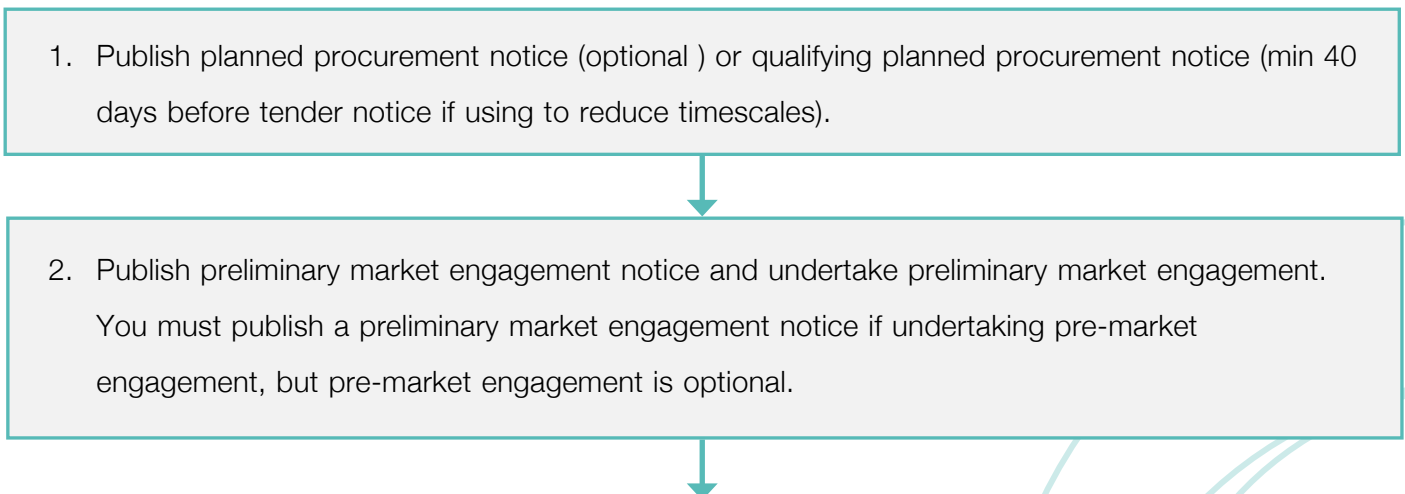 1. Publish planned procurement notice (optional ) or qualifying planned procurement notice (min 40
days before tender notice if using to reduce timescales).
2. Publish preliminary market engagement notice and undertake preliminary market engagement.
You must publish a preliminary market engagement notice if undertaking pre-market
engagement, but pre-market engagement is optional.